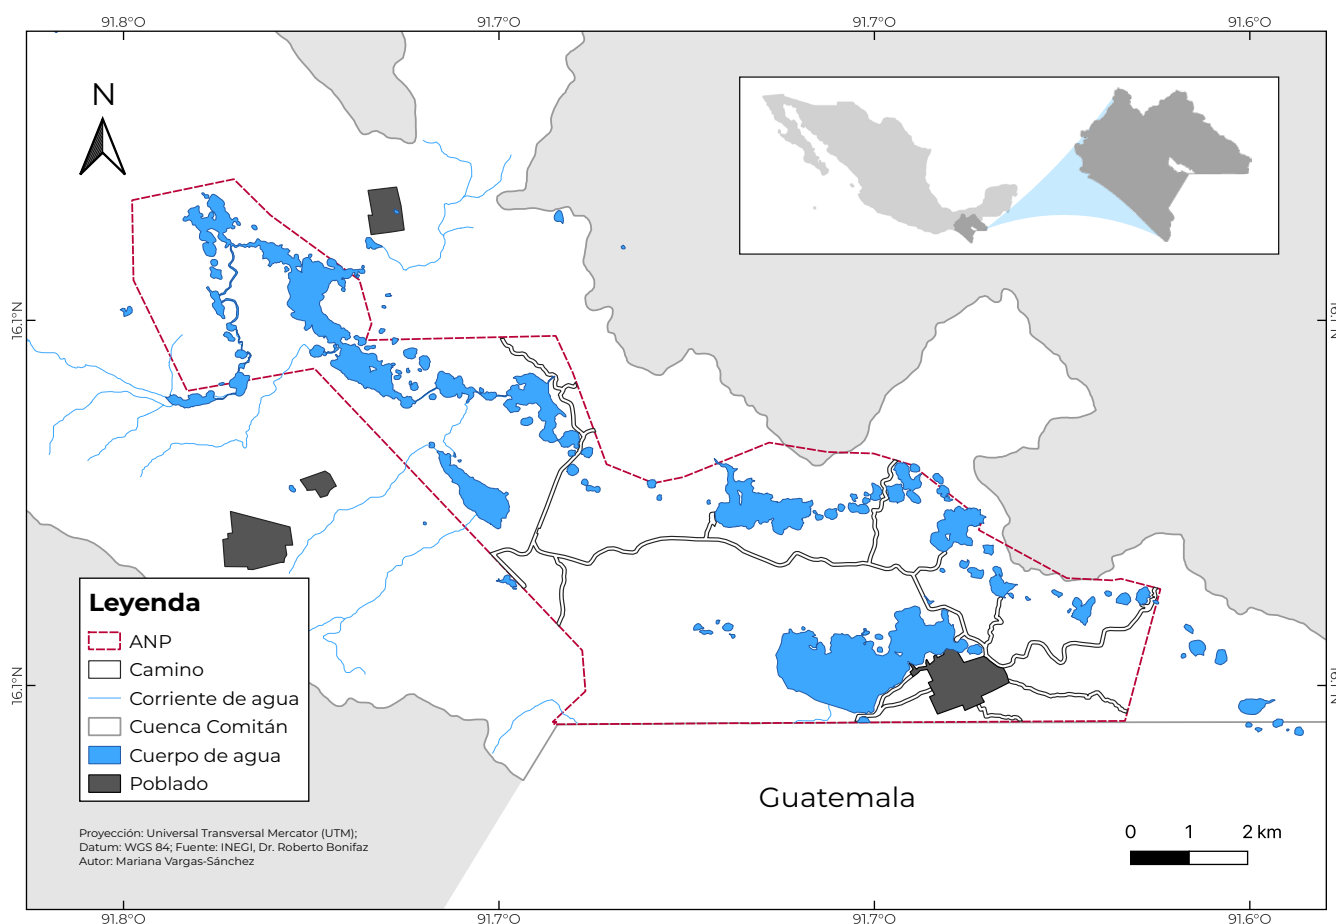 91.8°O
91.7°O
91.7°O
91.6°O
N
16.1°N
16.1°N
Leyenda
ANP
Camino
Corriente de agua
Cuenca Comitán
Cuerpo de agua
Poblado
Guatemala
Proyección: Universal Transversal Mercator (UTM);
Datum: WGS 84; Fuente: INEGI, Dr. Roberto Bonifaz
Autor: Mariana Vargas-Sánchez
0 1 2 km
91.8°O
91.7°O
91.7°O
91.6°O